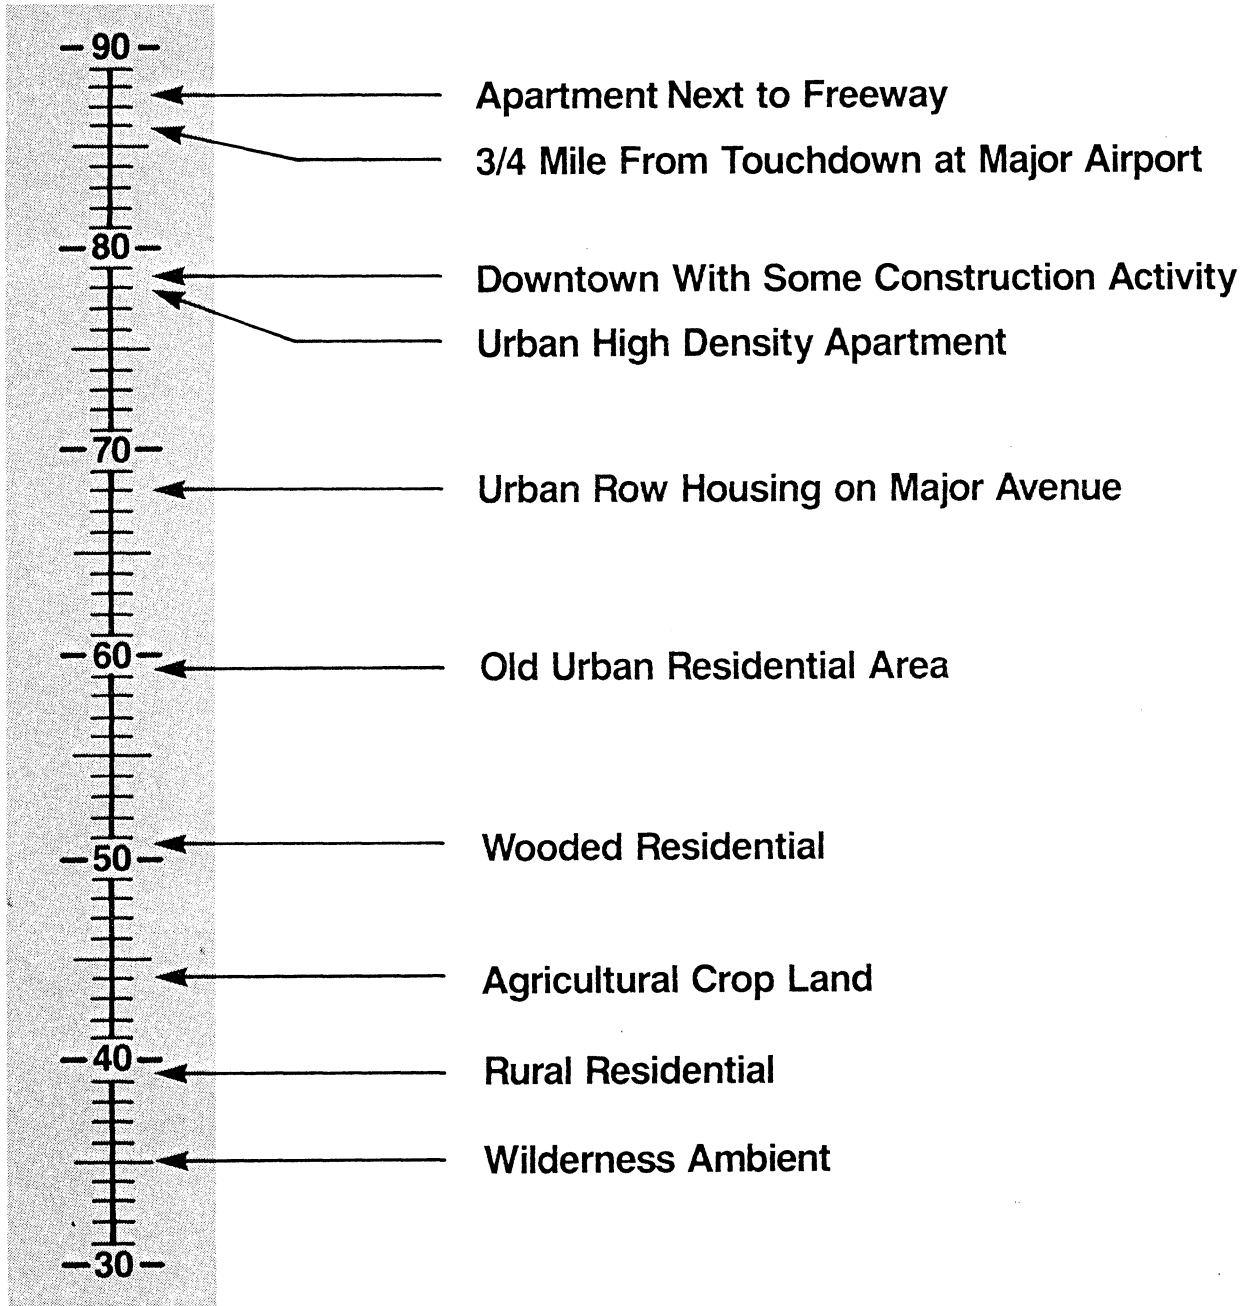 90
Apartment Next to Freeway
3/4 Mile From Touchdown at Major Airport
80
Downtown With Some Construction Activity
Urban High Density Apartment
70
Urban Row Housing on Major Avenue
60
Old Urban Residential Area
Wooded Residential
50
Agricultural Crop Land
40
Rural Residential
Wilderness Ambient
30